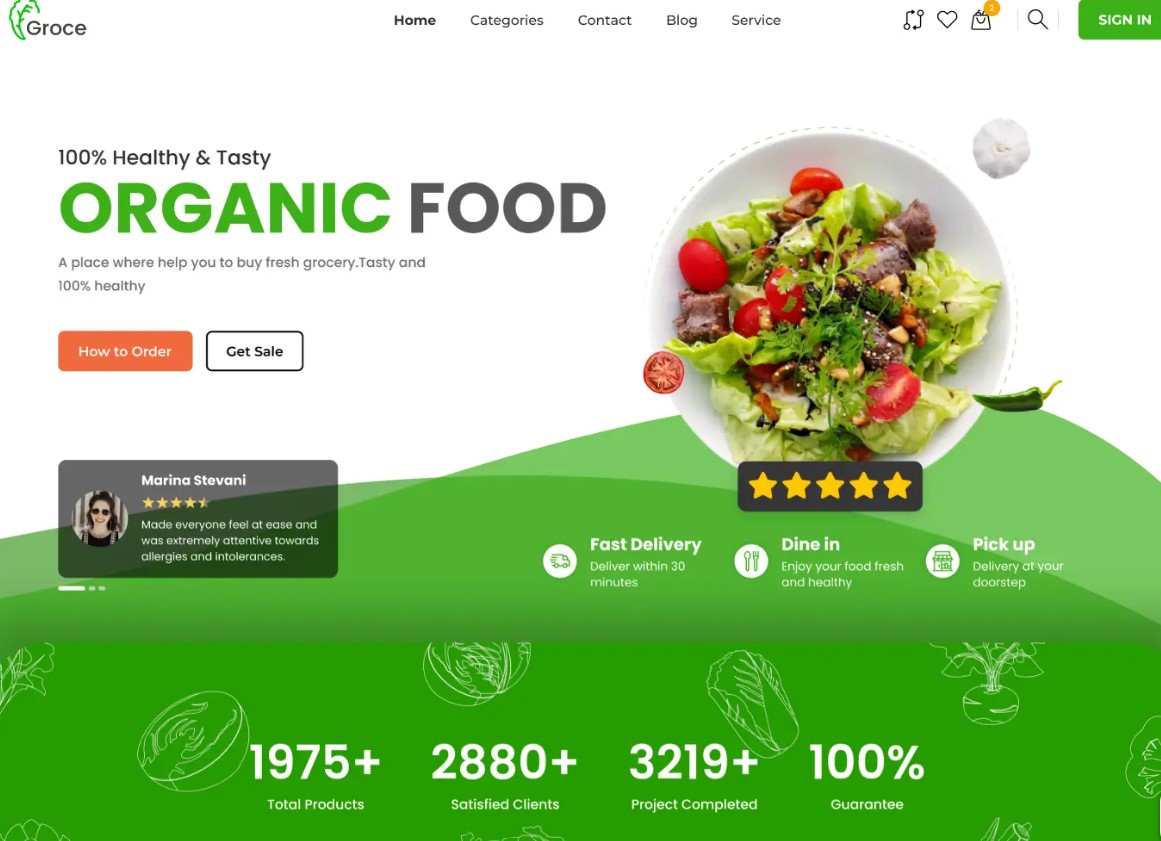 Groce
Home
Categories
Contact
Blog
Service
2
SIGN IN
100% Healthy & Tasty
ORGANIC FOOD
A place where help you to buy fresh grocery.Tasty and
100% healthy
How to Order
Get Sale
Marina Stevani
Made everyone feel at ease and
was extremely attentive towards
allergies and intolerances.
Fast Delivery
Deliver within 30
minutes
Dine in
Enjoy your food fresh
and healthy
Pick up
Delivery at your
doorstep
1975+
Total Products
2880+
Satisfied Clients
3219+
Project Completed
100%
Guarantee